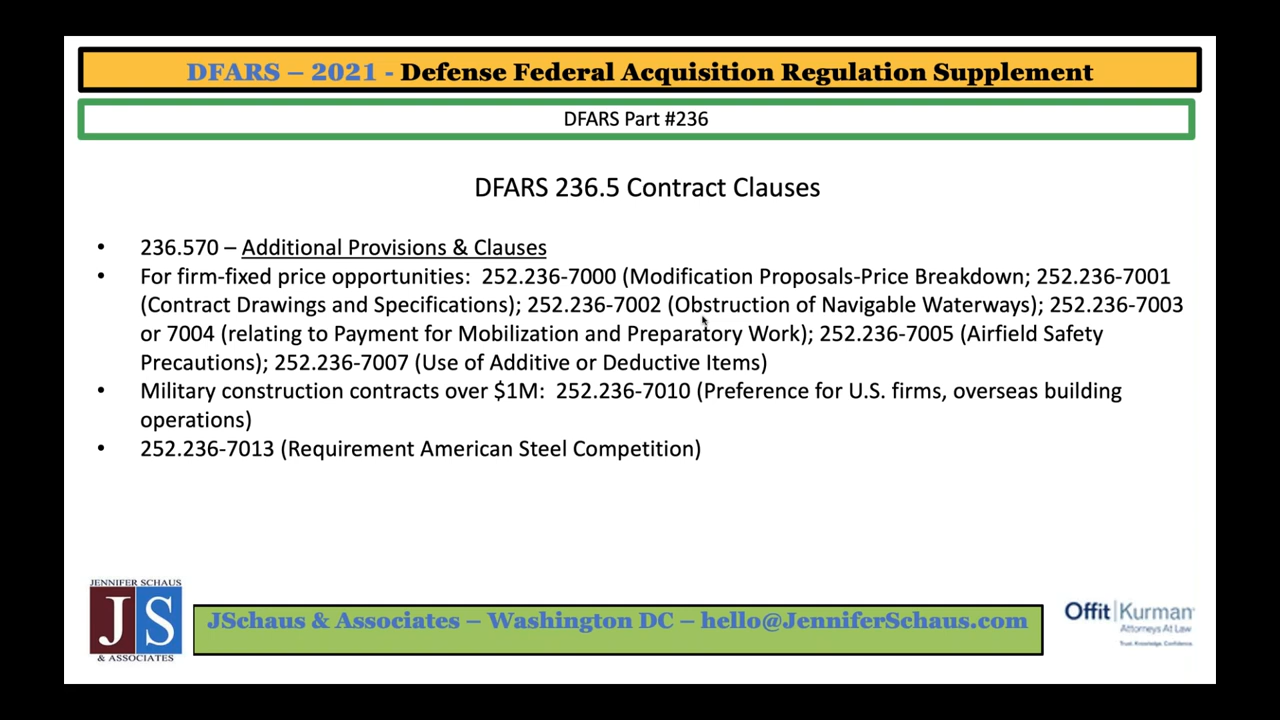 DFARS – 2021 - Defense Federal Acquisition Regulation Supplement
DFARS Part #236
DFARS 236.5 Contract Clauses
• 236.570 – Additional Provisions & Clauses
• For firm-fixed price opportunities: 252.236-7000 (Modification Proposals-Price Breakdown; 252.236-7001
(Contract Drawings and Specifications); 252.236-7002 (Obstruction of Navigable Waterways); 252.236-7003
or 7004 (relating to Payment for Mobilization and Preparatory Work); 252.236-7005 (Airfield Safety
Precautions); 252.236-7007 (Use of Additive or Deductive Items)
• Military construction contracts over $1M: 252.236-7010 (Preference for U.S. firms, overseas building
operations)
• 252.236-7013 (Requirement American Steel Competition)
JENNIFER SCHAUS
JS
& ASSOCIATES
JSchaus & Associates – Washington DC – hello@JenniferSchaus.com
Offit|Kurman
Attorneys At Law
Trust. Knowledge. Confidence.